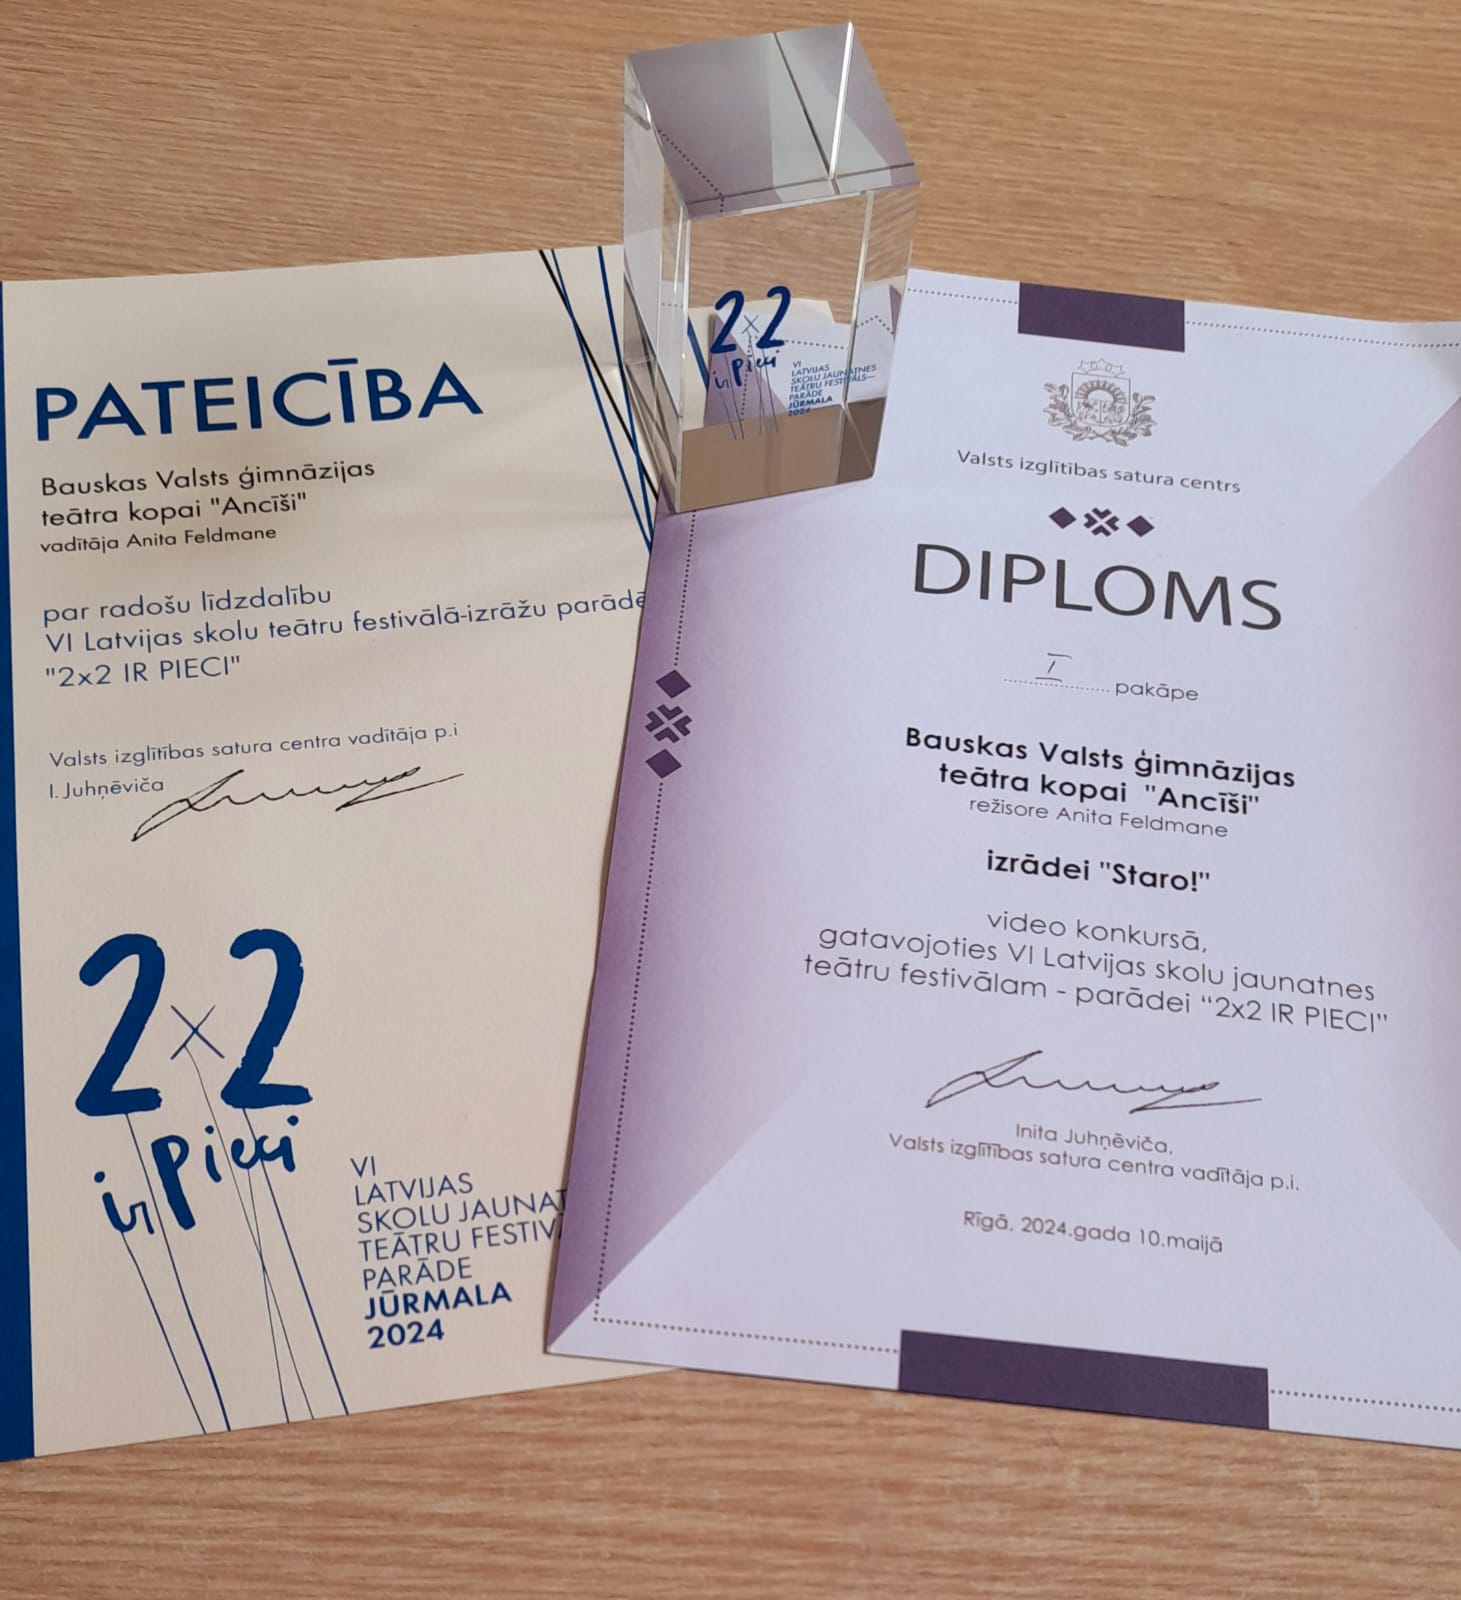 PATEICĪBA
Bauskas Valsts ģimnāzijas
teātra kopai "Ancīši"
vadītāja Anita Feldmane
par radošu līdzdalību
VI Latvijas skolu teātru festivālā-izrāžu parādē
"2x2 IR PIECI"
Valsts izglītības satura centra vadītāja p.i
I. Juhņēviča
2x2
ir pieci
VI
LATVIJAS
SKOLU JAUNAT
TEĀTRU FESTIV
PARĀDE
JŪRMALA
2024
2x2
ir pieci
VI
LATVIJAS
SKOLU JAUNATNES
TEĀTRU FESTIVĀLS—
PARĀDE
JŪRMALA
2024
Valsts izglītības satura centrs
DIPLOMS
I pakāpe
Bauskas Valsts ģimnāzijas
teātra kopai "Ancīši"
režisore Anita Feldmane
izrādei "Staro!"
video konkursā,
gatavojoties VI Latvijas skolu jaunatnes
teātru festivālam - parādei “2x2 IR PIECI”
Inita Juhņēviča,
Valsts izglītības satura centra vadītāja p.i.
Rīgā, 2024.gada 10.maijā